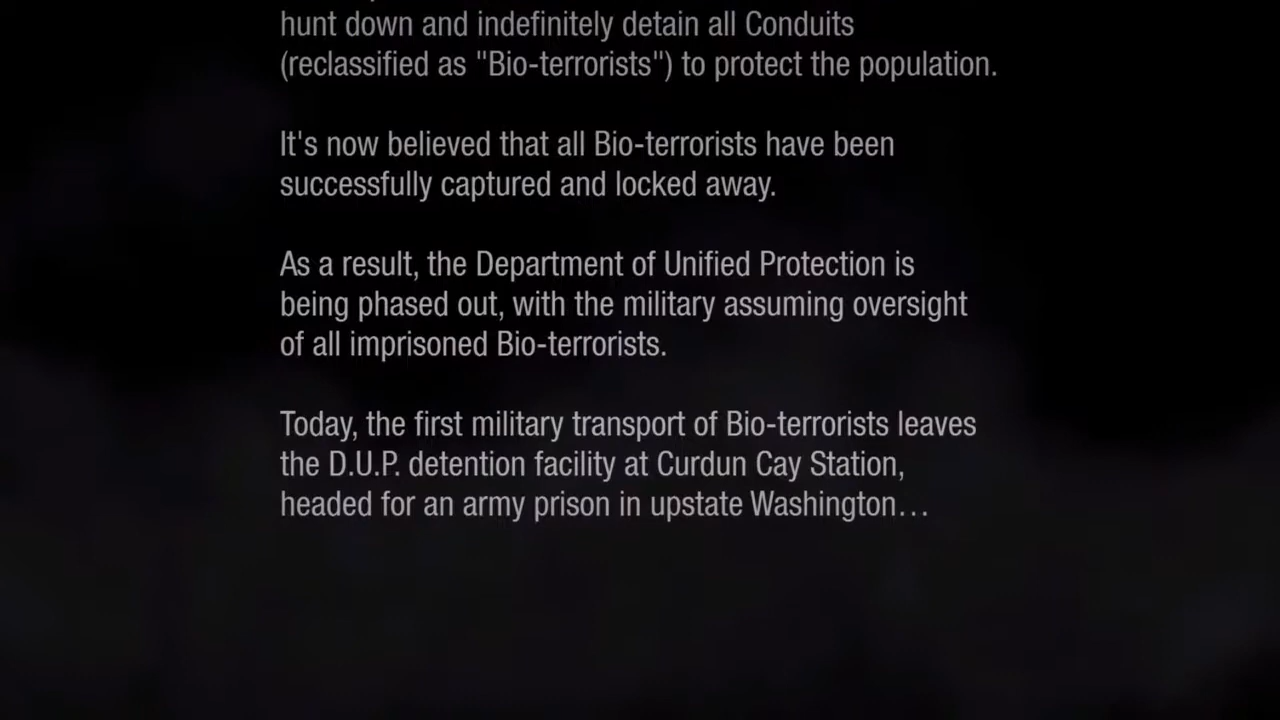 hunt down and indefinitely detain all Conduits
(reclassified as "Bio-terrorists") to protect the population.
It's now believed that all Bio-terrorists have been
successfully captured and locked away.
As a result, the Department of Unified Protection is
being phased out, with the military assuming oversight
of all imprisoned Bio-terrorists.
Today, the first military transport of Bio-terrorists leaves
the D.U.P. detention facility at Curdun Cay Station,
headed for an army prison in upstate Washington…